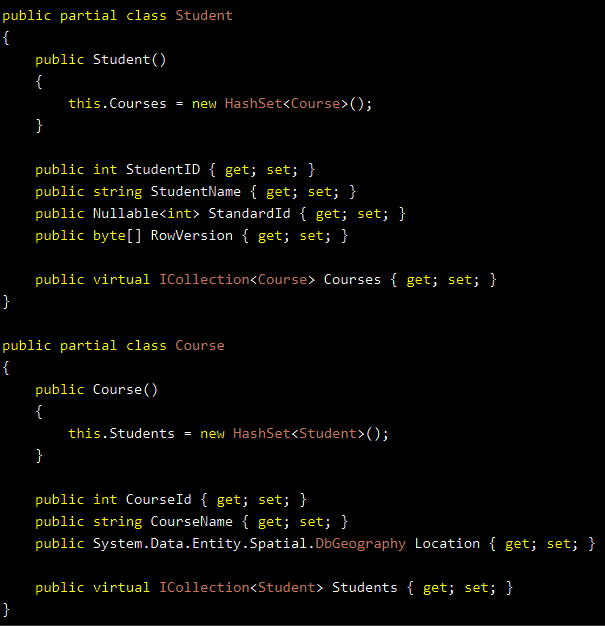 public partial class Student
{
    public Student()
    {
        this.Courses = new HashSet<Course>();
    }

    public int StudentID { get; set; }
    public string StudentName { get; set; }
    public Nullable<int> StandardId { get; set; }
    public byte[] RowVersion { get; set; }

    public virtual ICollection<Course> Courses { get; set; }
}

public partial class Course
{
    public Course()
    {
        this.Students = new HashSet<Student>();
    }

    public int CourseId { get; set; }
    public string CourseName { get; set; }
    public System.Data.Entity.Spatial.DbGeography Location { get; set; }

    public virtual ICollection<Student> Students { get; set; }
}